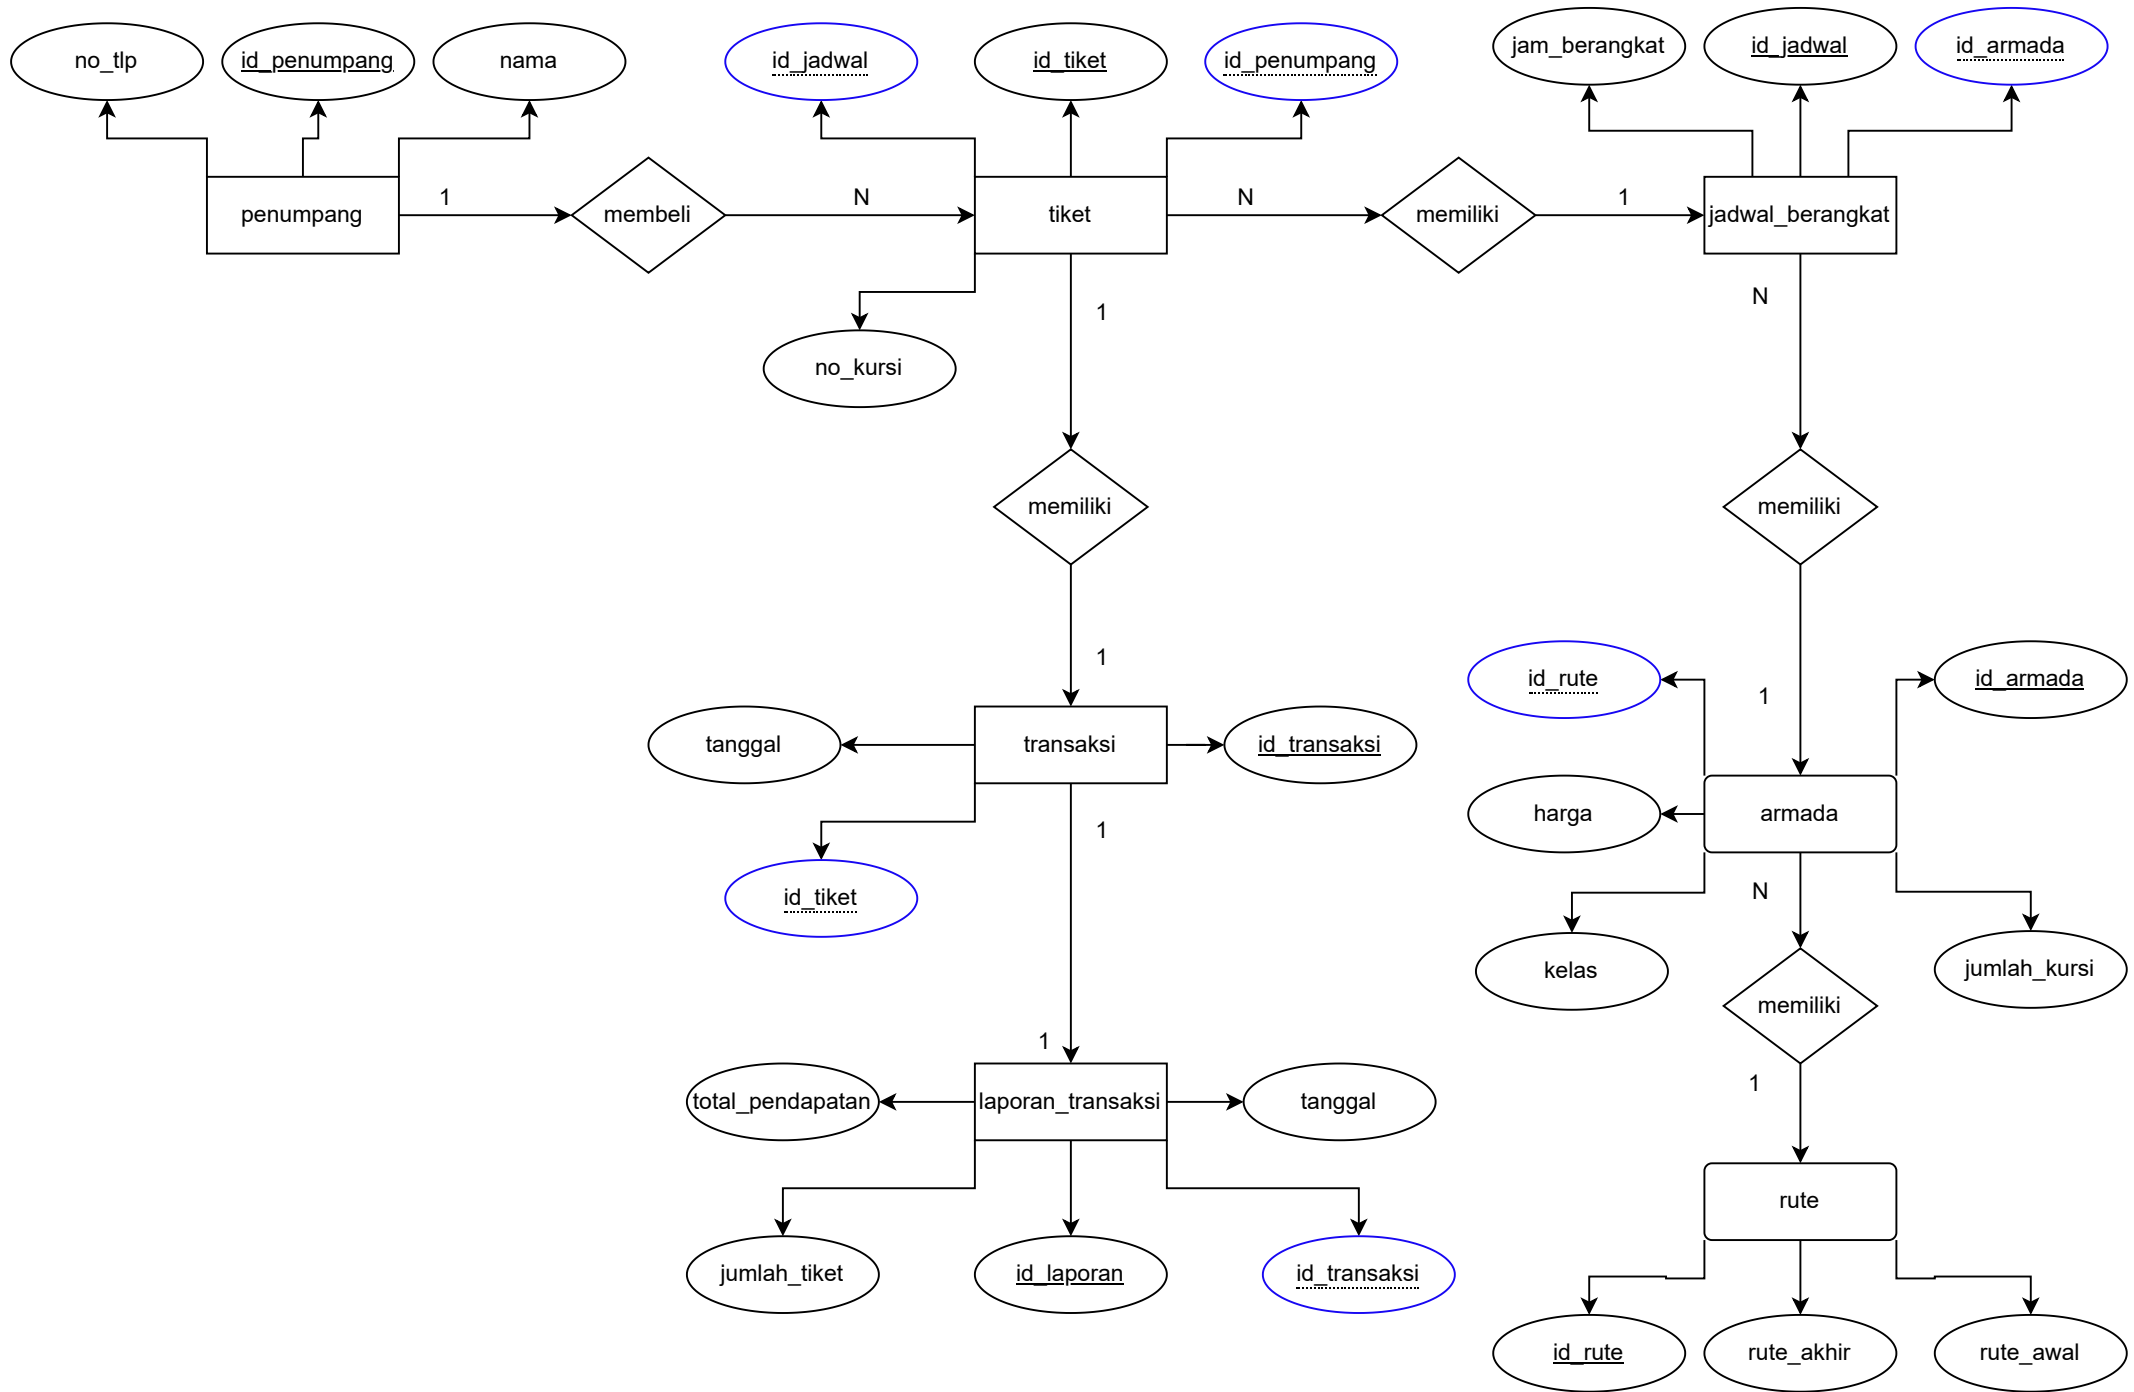 no_tlp
id_penumpang
nama
id_jadwal
id_tiket
id_penumpang
jam_berangkat
id_jadwal
id_armada
penumpang
1
membeli
N
tiket
N
memiliki
1
jadwal_berangkat
1
N
no_kursi
memiliki
memiliki
1
id_rute
id_armada
1
tanggal
transaksi
id_transaksi
harga
armada
1
id_tiket
N
kelas
jumlah_kursi
memiliki
1
1
total_pendapatan
laporan_transaksi
tanggal
rute
jumlah_tiket
id_laporan
id_transaksi
id_rute
rute_akhir
rute_awal